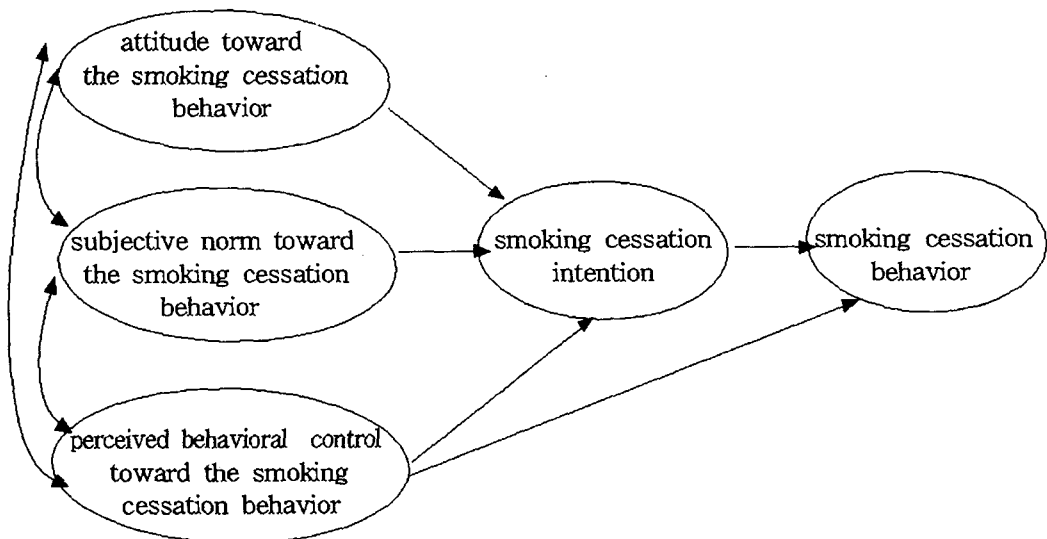 attitude toward
the smoking cessation
behavior
subjective norm toward
the smoking cessation
behavior
perceived behavioral control
toward the smoking
cessation behavior
smoking cessation
intention
smoking cessation
behavior